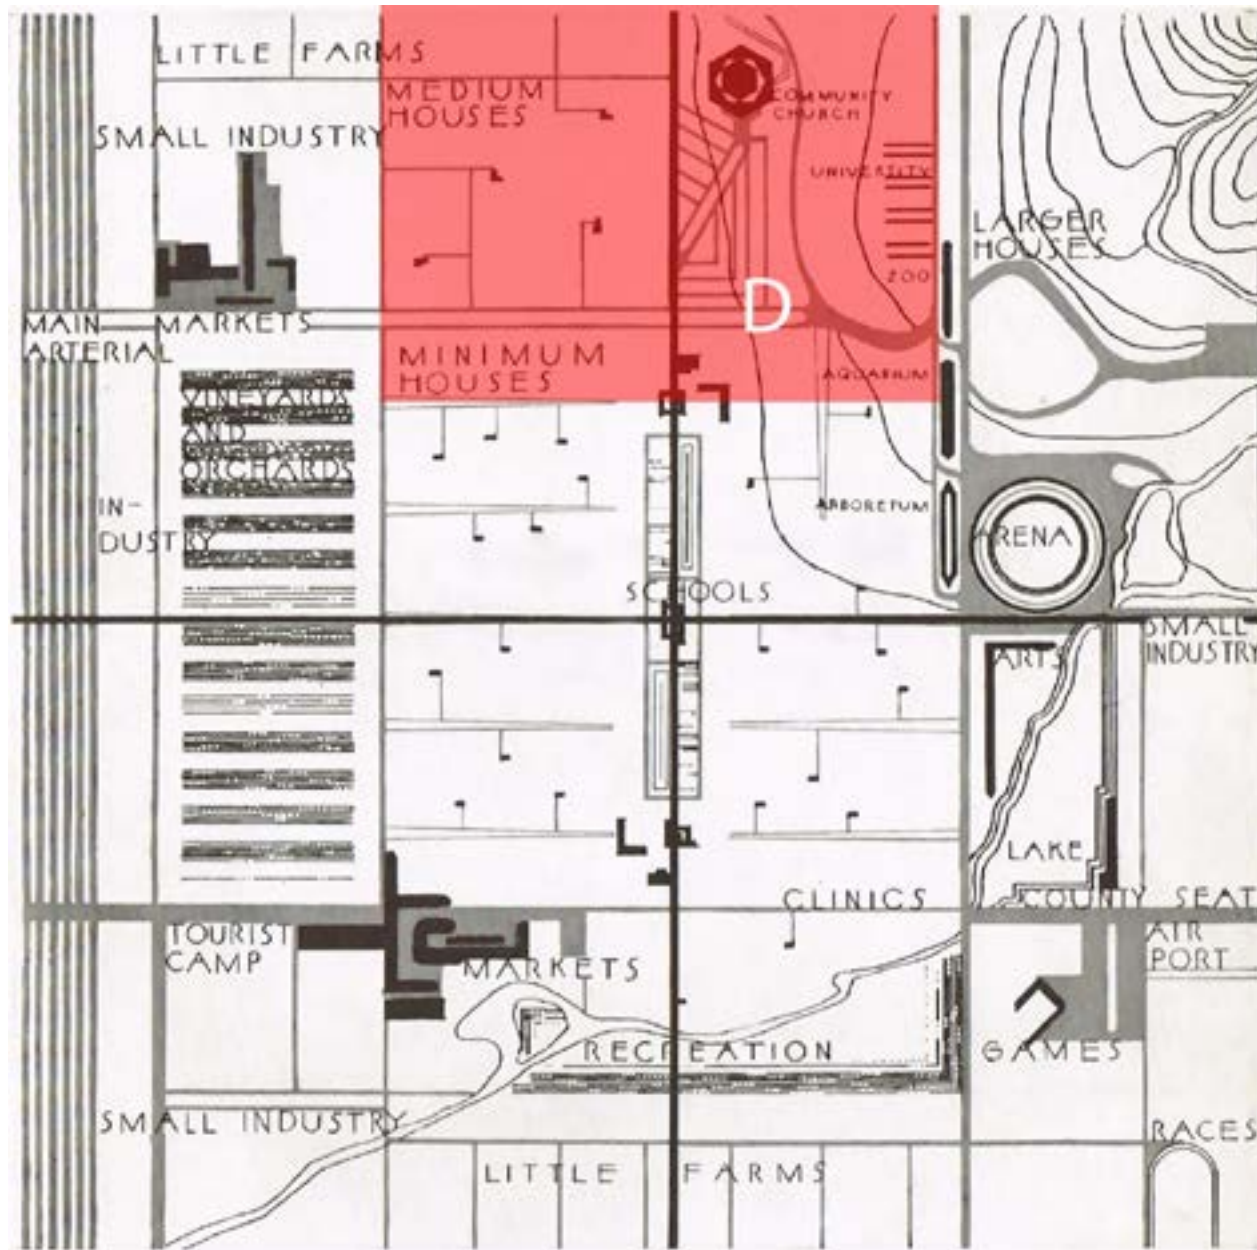 LITTLE FARMS
MEDIUM
HOUSES
COMMUNITY
CHURCH
SMALL INDUSTRY
UNIVERSITY
LARGER
HOUSES
ZOO
D
MAIN
ARTERIAL
MARKETS
MINIMUM
HOUSES
AQUARIUM
VINEYARDS
AND
ORCHARDS
IN-
DUSTRY
ARBORETUM
ARENA
SCHOOLS
SMALL
INDUSTRY
ARTS
LAKE
CLINICS
COUNTY SEAT
TOURIST
CAMP
AIR
PORT
MARKETS
RECREATION
GAMES
SMALL INDUSTRY
RACES
LITTLE FARMS